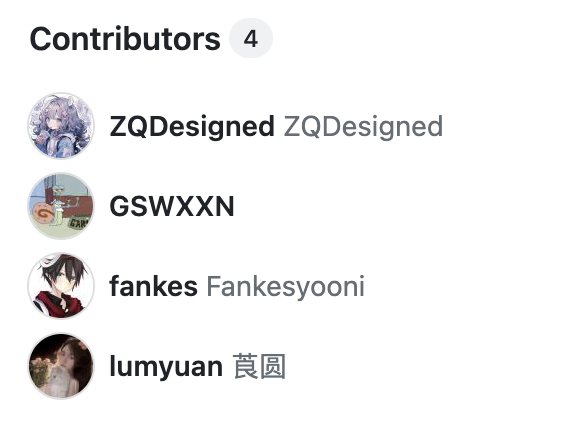 Contributors 4
ZQDesigned ZQDesigned
GSWXXN
fankes Fankesyooni
lumyuan 莨圆